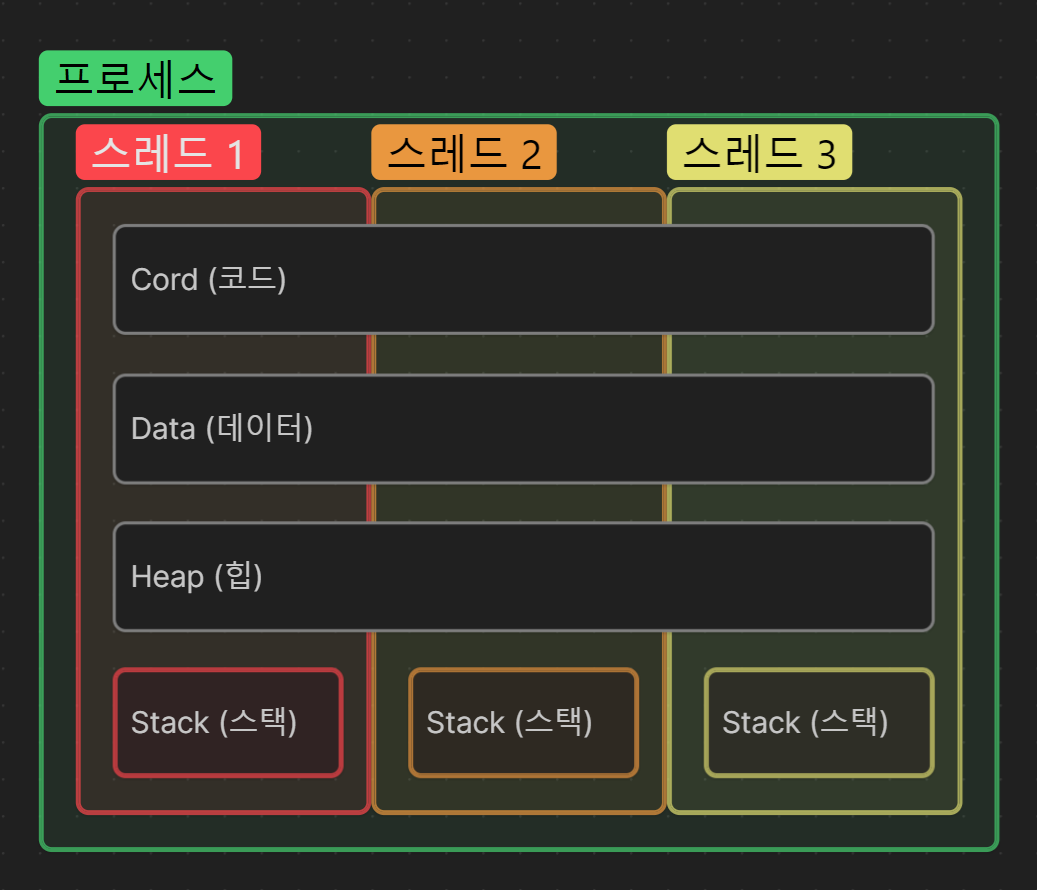 프로세스
스레드 1
스레드 2
스레드 3
Cord (코드)
Data (데이터)
Heap (힙)
Stack (스택)
Stack (스택)
Stack (스택)